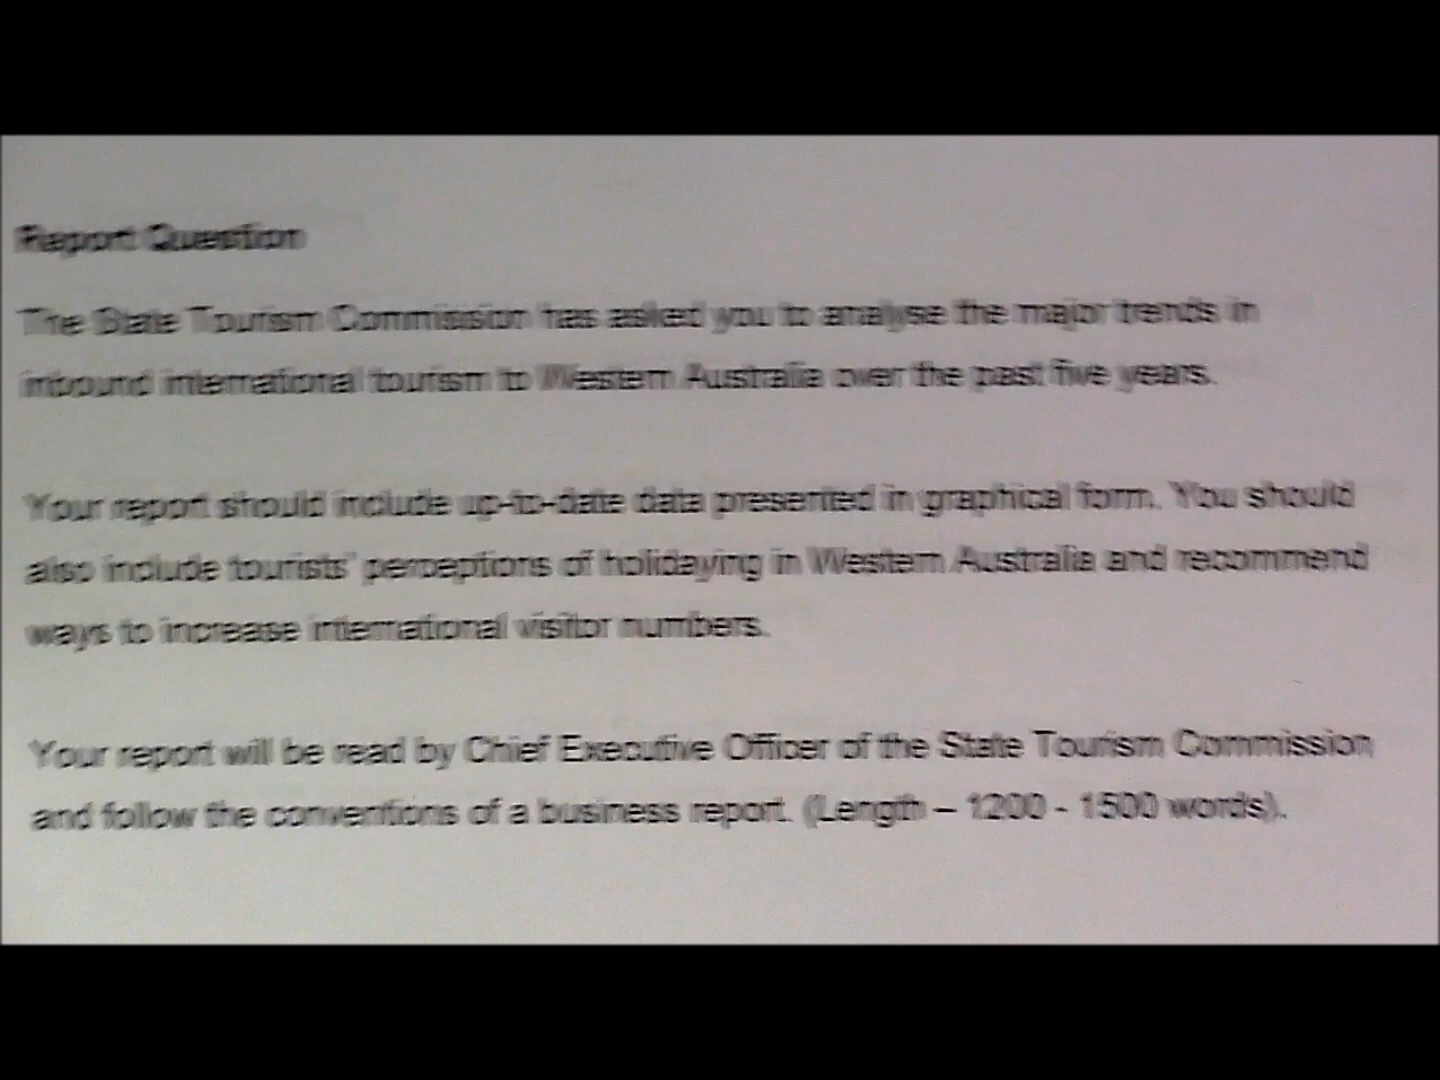 Report Question
The State Tourism Commisision has asked you to analyse the major trends in
inbound international tourism to Western Australia over the past five years.
Your report should include up-to-date data presented in graphical form. You should
also include tourists' perceptions of holidaying in Western Australia and recommend
ways to increase international visitor numbers.
Your report will be read by Chief Executive Officer of the State Tourism Commission
and follow the conventions of a business report. (Length – 1200 - 1500 words).